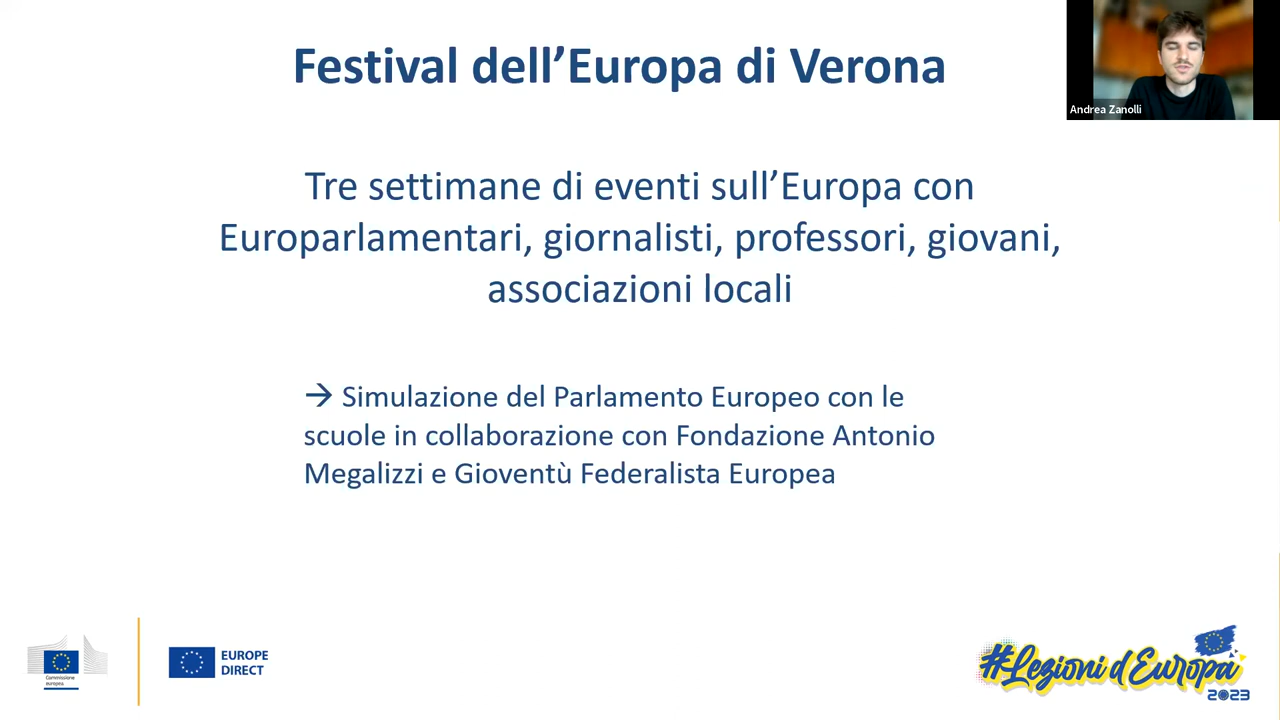 Festival dell’Europa di Verona
Andrea Zanolli
Tre settimane di eventi sull’Europa con
Europarlamentari, giornalisti, professori, giovani,
associazioni locali
→ Simulazione del Parlamento Europeo con le
scuole in collaborazione con Fondazione Antonio
Megalizzi e Gioventù Federalista Europea
Commissione
europea
EUROPE
DIRECT
#Lezioni d'Europa
2023